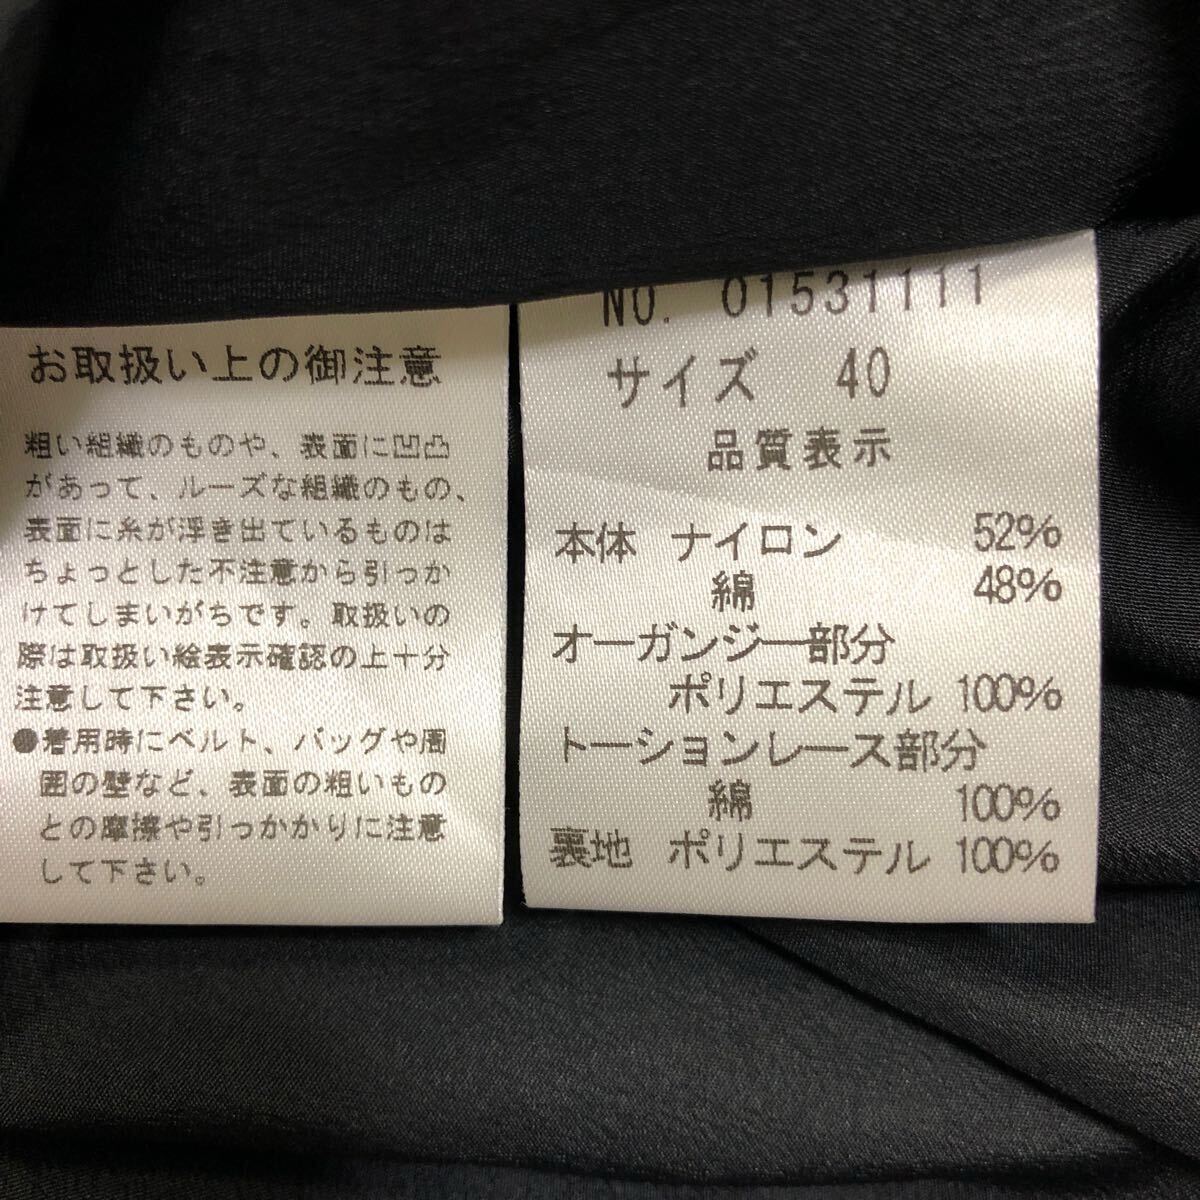 お取扱い上の御注意
粗い組織のものや、表面に凹凸
があって、ルーズな組織のもの、
表面に糸が浮き出ているものは
ちょっとした不注意から引っか
けてしまいがちです。取扱いの
際は取扱い絵表示確認の上十分
注意して下さい。
●着用時にベルト、バッグや周
囲の壁など、表面の粗いもの
との摩擦や引っかかりに注意
して下さい。
NO. 01531111
サイズ 40
品質表示
本体 ナイロン 52%
綿 48%
オーガンジー部分
ポリエステル 100%
トーションレース部分
綿 100%
裏地 ポリエステル 100%